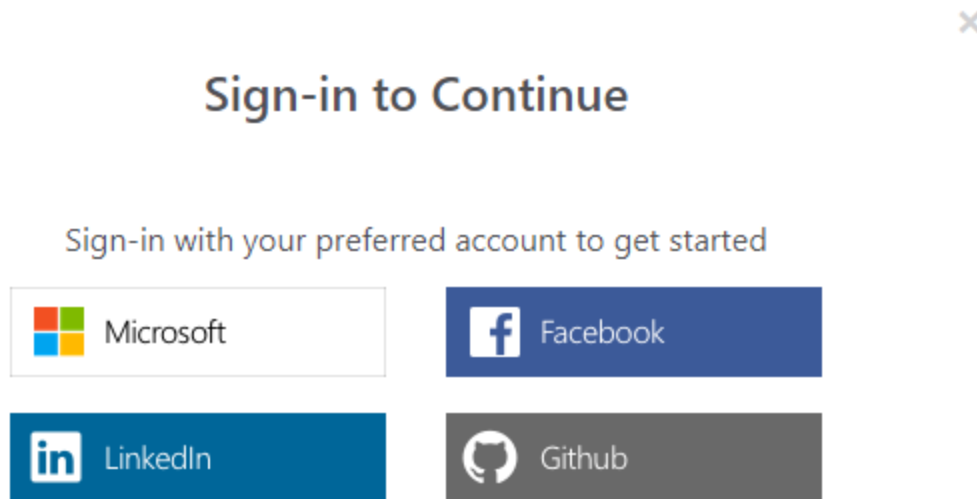 Sign-in to Continue
Sign-in with your preferred account to get started
Microsoft
Facebook
LinkedIn
Github